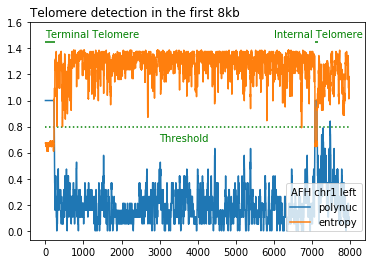 Telomere detection in the first 8kb
Terminal Telomere
Internal Telomere
Threshold
AFH chr1 left
polynuc
entropy
1.6
1.4
1.2
1.0
0.8
0.6
0.4
0.2
0.0
0 1000 2000 3000 4000 5000 6000 7000 8000